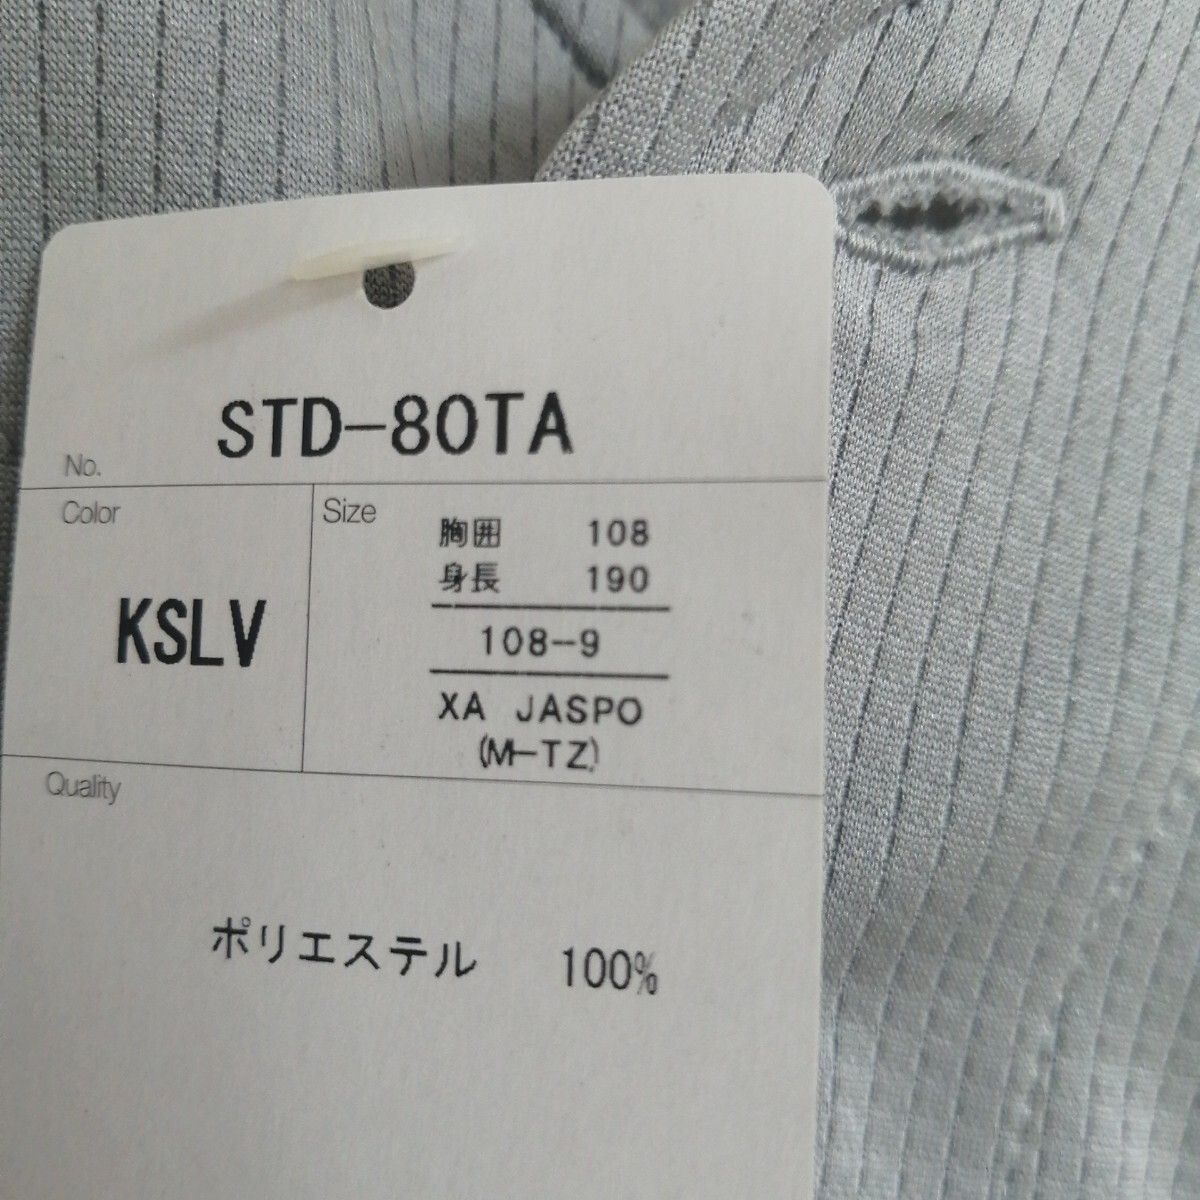 No. STD-80TA
Color
KSLV
Size
胸囲 108
身長 190
108-9
XA JASPO
(M-TZ)
Quality
ポリエステル 100%